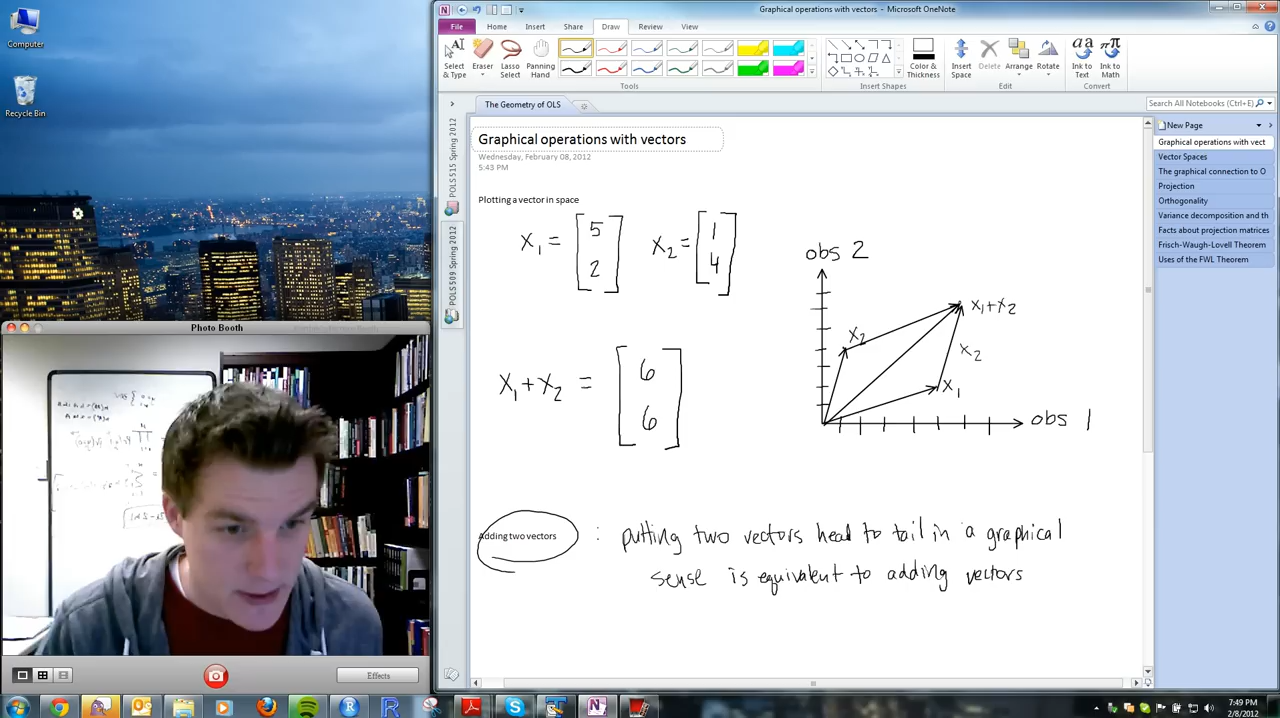 Graphical operations with vectors - Microsoft OneNote
Computer
Recycle Bin
File Home Insert Share Draw Review View
Select & Type
Eraser
Lasso Select
Panning Hand
Color & Thickness
Insert Space
Delete
Arrange
Rotate
Ink to Text
Ink to Math
Tools
Insert Shapes
Edit
Convert
The Geometry of OLS
Search All Notebooks (Ctrl+E)
POLS 515 Spring 2012
POLS 509 Spring 2012
New Page
Graphical operations with vect
Vector Spaces
The graphical connection to O
Projection
Orthogonality
Variance decomposition and th
Facts about projection matrices
Frisch-Waugh-Lovell Theorem
Uses of the FWL Theorem
Graphical operations with vectors
Wednesday, February 08, 2012
5:43 PM
Plotting a vector in space
X1 = [5 2] X2 = [1 4]
obs 2
X1+X2
X2
X2
X1
obs 1
X1+X2 = [6 6]
Adding two vectors : putting two vectors head to tail in a graphical
sense is equivalent to adding vectors
Photo Booth
Effects
7:49 PM
2/8/2012